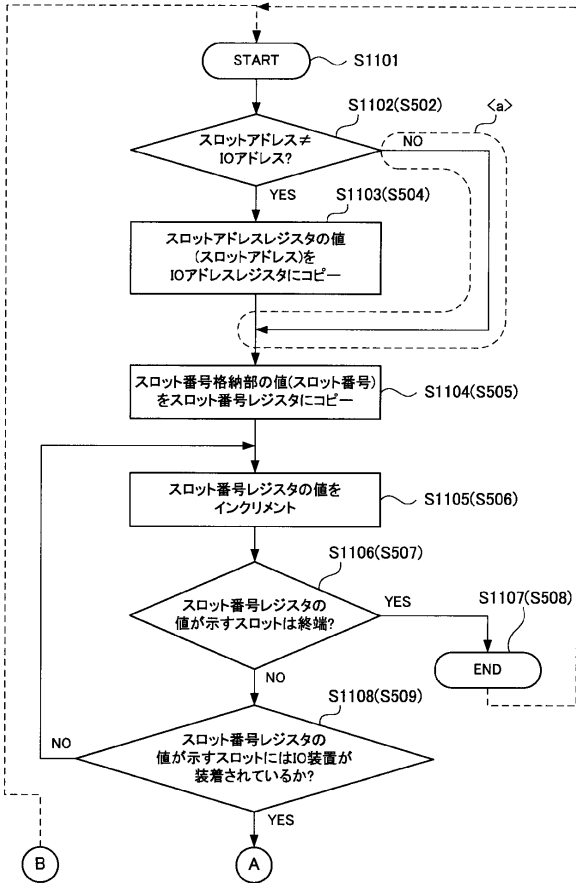 START
S1101
S1102(S502)
<a>
スロットアドレス≠
IOアドレス?
NO
YES
S1103(S504)
スロットアドレスレジスタの値
(スロットアドレス)を
IOアドレスレジスタにコピー
スロット番号格納部の値(スロット番号)
をスロット番号レジスタにコピー
S1104(S505)
スロット番号レジスタの値を
インクリメント
S1105(S506)
S1106(S507)
スロット番号レジスタの
値が示すスロットは終端?
YES
S1107(S508)
END
NO
S1108(S509)
NO
スロット番号レジスタの
値が示すスロットにはIO装置が
装着されているか?
YES
B
A